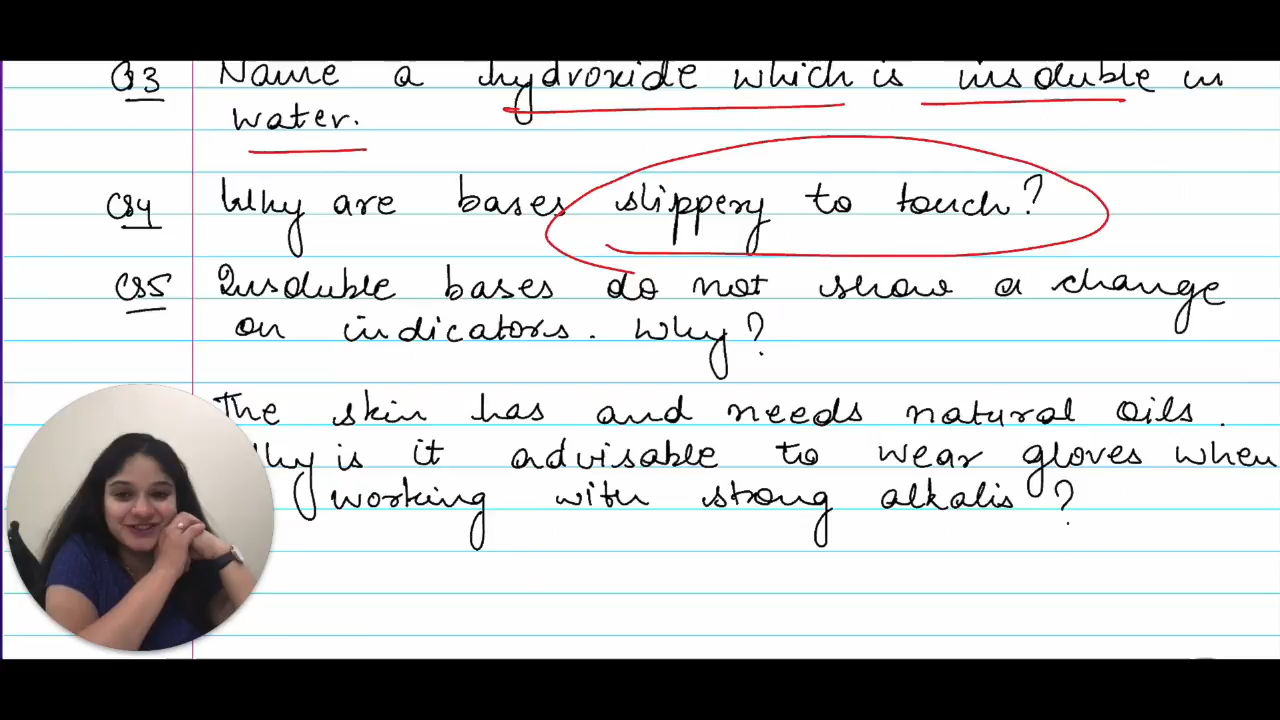 Q3 Name a hydroxide which is insoluble in
water.
Q4 Why are bases slippery to touch?
Q5 Insoluble bases do not show a change
on indicators. Why?
The skin has and needs natural oils.
is it advisable to wear gloves when
working with strong alkalis?